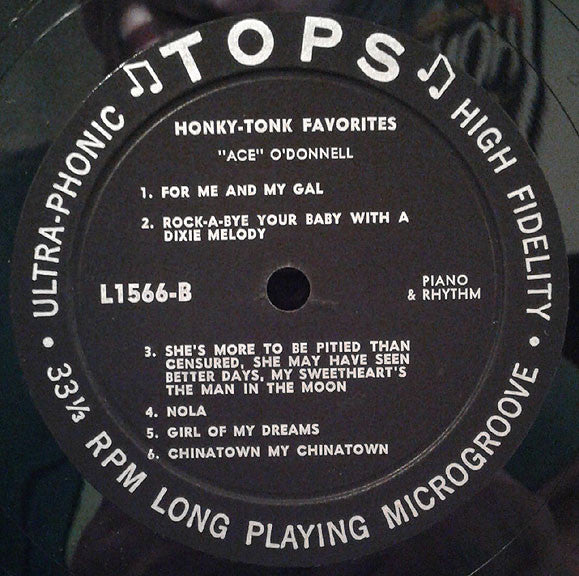 ♫ TOPS ♫
HONKY-TONK FAVORITES
"ACE" O'DONNELL
1. FOR ME AND MY GAL
2. ROCK-A-BYE YOUR BABY WITH A
DIXIE MELODY
L1566-B
PIANO
& RHYTHM
3. SHE'S MORE TO BE PITIED THAN
CENSURED, SHE MAY HAVE SEEN
BETTER DAYS, MY SWEETHEART'S
THE MAN IN THE MOON
4. NOLA
5. GIRL OF MY DREAMS
6. CHINATOWN MY CHINATOWN
ULTRA-PHONIC
HIGH FIDELITY
• 33⅓ RPM LONG PLAYING MICROGROOVE •